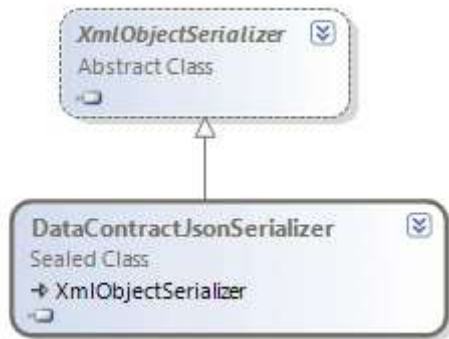 XmlObjectSerializer
Abstract Class
DataContractJsonSerializer
Sealed Class
XmlObjectSerializer